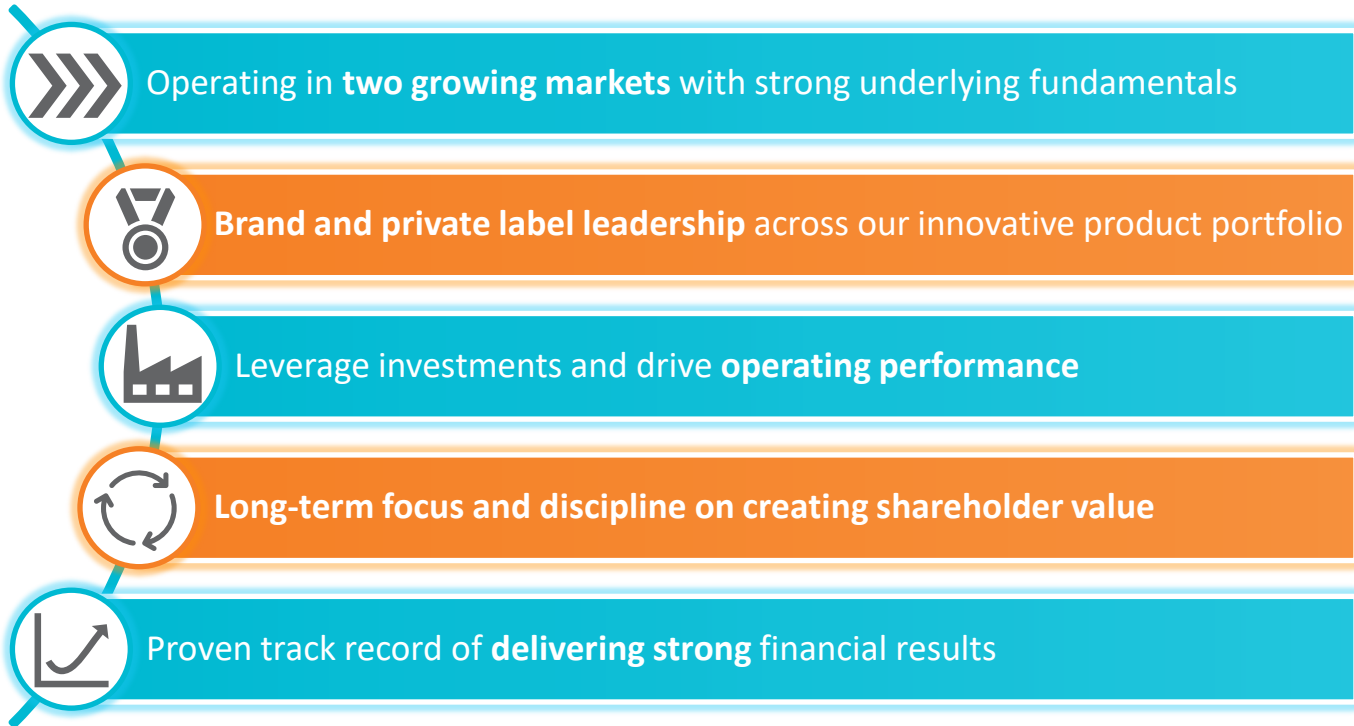 Operating in two growing markets with strong underlying fundamentals
Brand and private label leadership across our innovative product portfolio
Leverage investments and drive operating performance
Long-term focus and discipline on creating shareholder value
Proven track record of delivering strong financial results